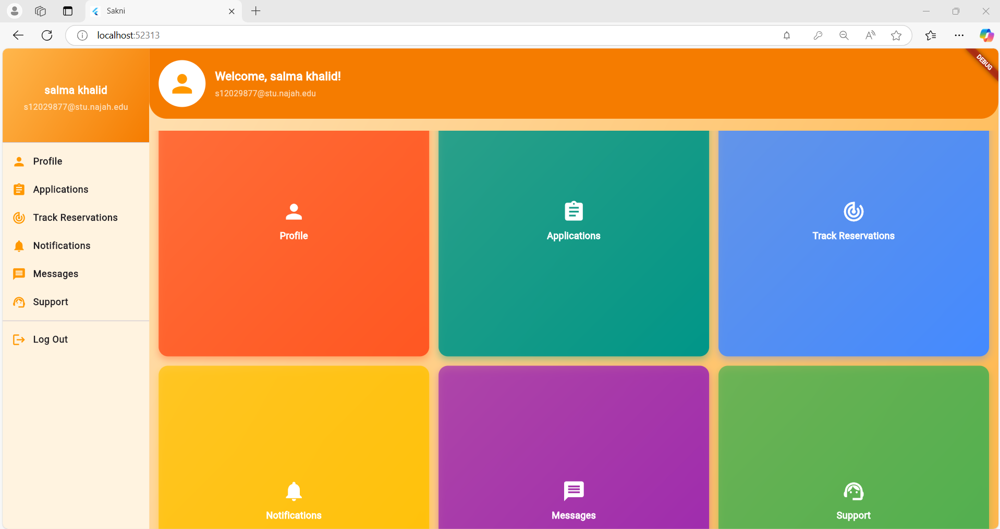 Sakni
localhost:52313
DEBUG
salma khalid
s12029877@stu.najah.edu
Welcome, salma khalid!
s12029877@stu.najah.edu
Profile
Applications
Track Reservations
Notifications
Messages
Support
Log Out
Profile
Applications
Track Reservations
Notifications
Messages
Support